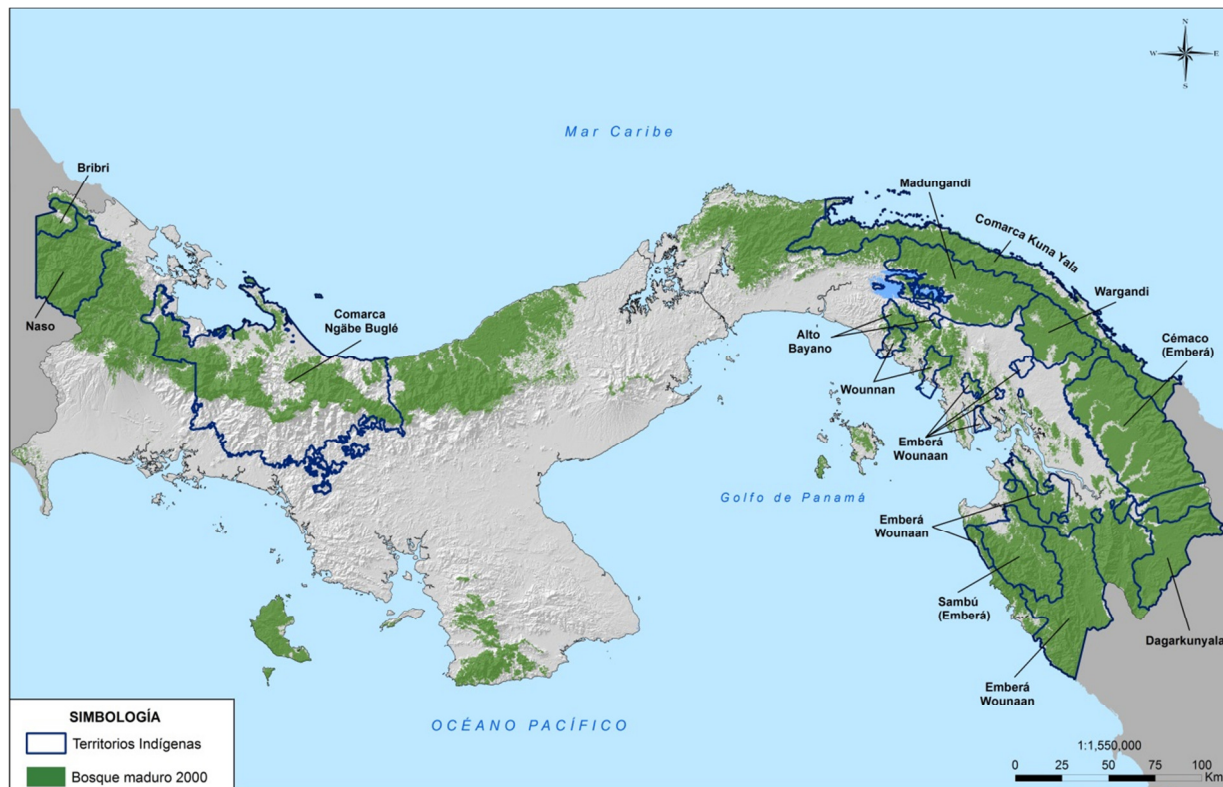 N
W
E
S
Mar Caribe
Bribri
Madungandi
Comarca Kuna Yala
Wargandi
Naso
Comarca
Ngäbe Buglé
Alto
Bayano
Cémaco
(Emberá)
Wounnan
Emberá
Wounaan
Golfo de Panamá
Emberá
Wounaan
Sambú
(Emberá)
Dagarkunyala
Emberá
Wounaan
OCÉANO PACÍFICO
SIMBOLOGÍA
Territorios Indígenas
Bosque maduro 2000
1:1,550,000
0 25 50 75 100
Km